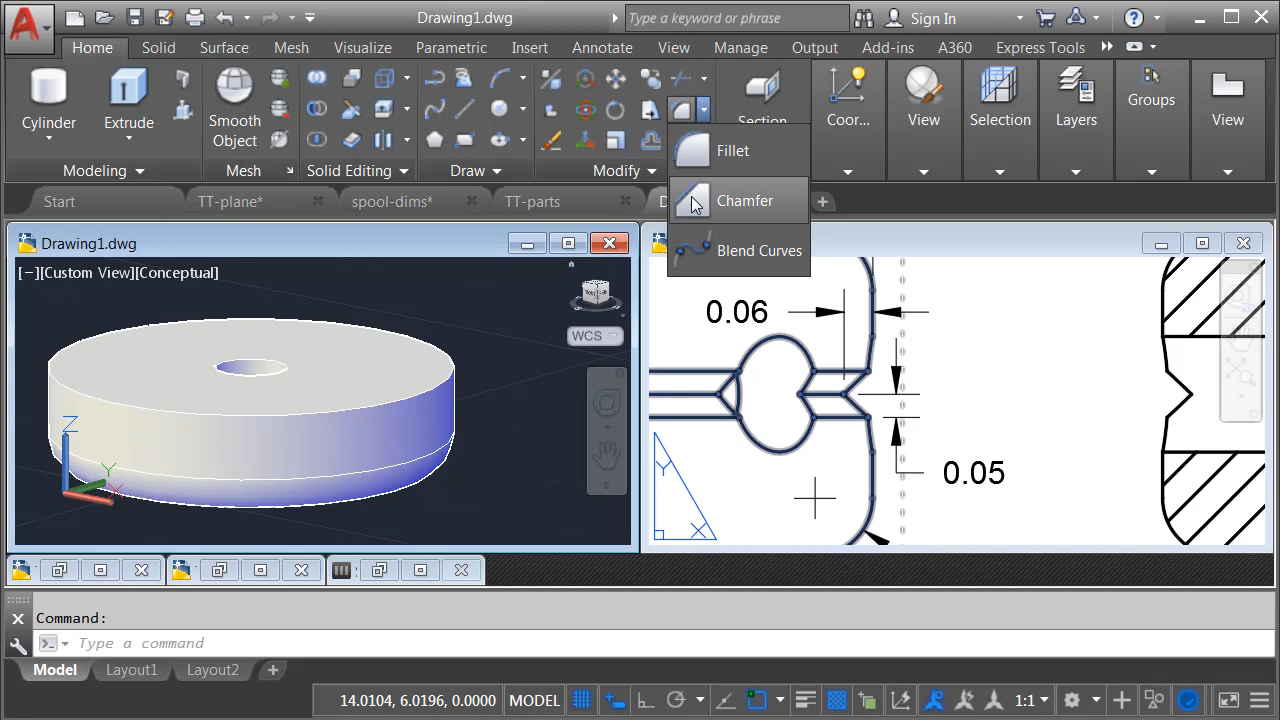 Drawing1.dwg
Type a keyword or phrase
Sign In
Home Solid Surface Mesh Visualize Parametric Insert Annotate View Manage Output Add-ins A360 Express Tools
Cylinder
Extrude
Smooth
Object
Section
Coor...
View
Selection
Layers
Groups
View
Modeling
Mesh
Solid Editing
Draw
Modify
Fillet
Chamfer
Blend Curves
Start
TT-plane*
spool-dims*
TT-parts
D
Drawing1.dwg
[−][Custom View][Conceptual]
WCS
Z
Y
X
0.06
0.05
Y
X
Command:
Type a command
Model Layout1 Layout2
14.0104, 6.0196, 0.0000 MODEL 1:1